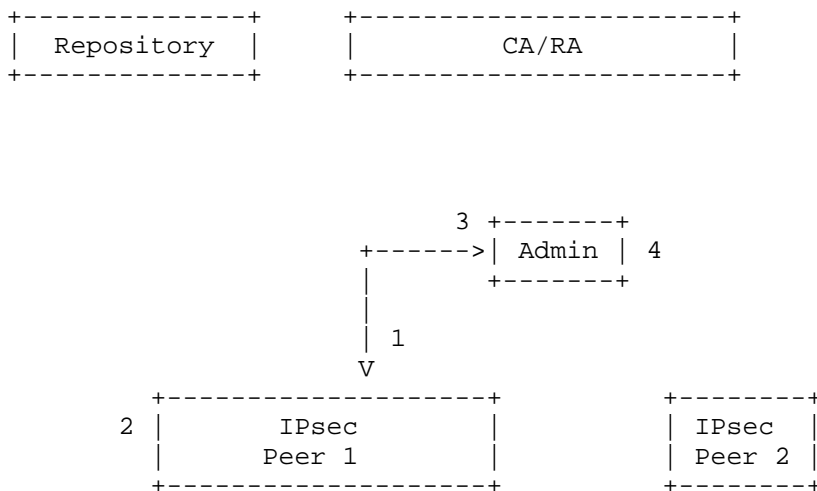 Repository CA/RA
3
Admin 4
1
V
2 IPsec IPsec
Peer 1 Peer 2